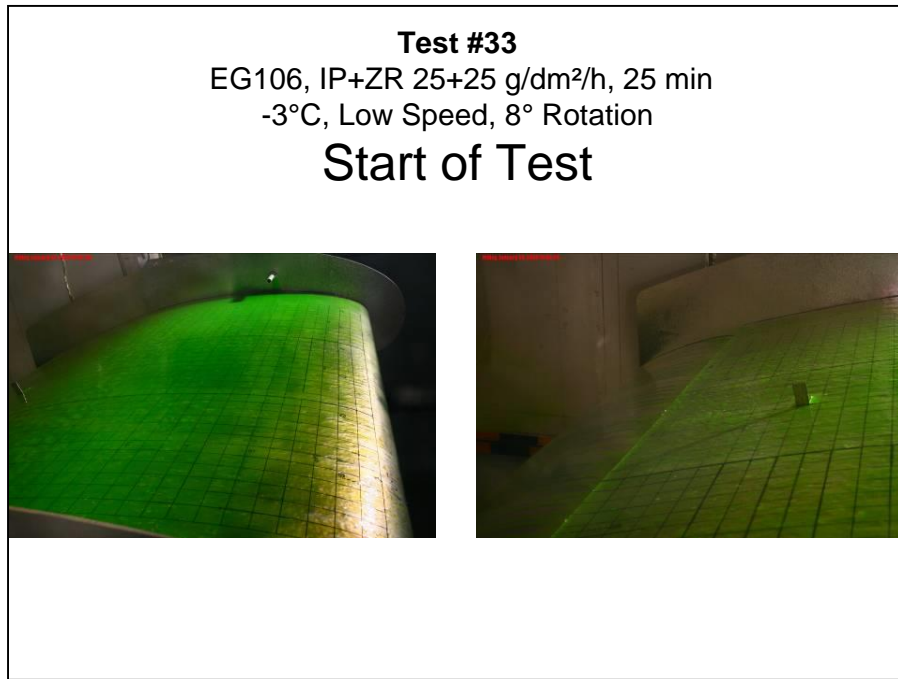 Test #33
EG106, IP+ZR 25+25 g/dm²/h, 25 min
-3°C, Low Speed, 8° Rotation
Start of Test